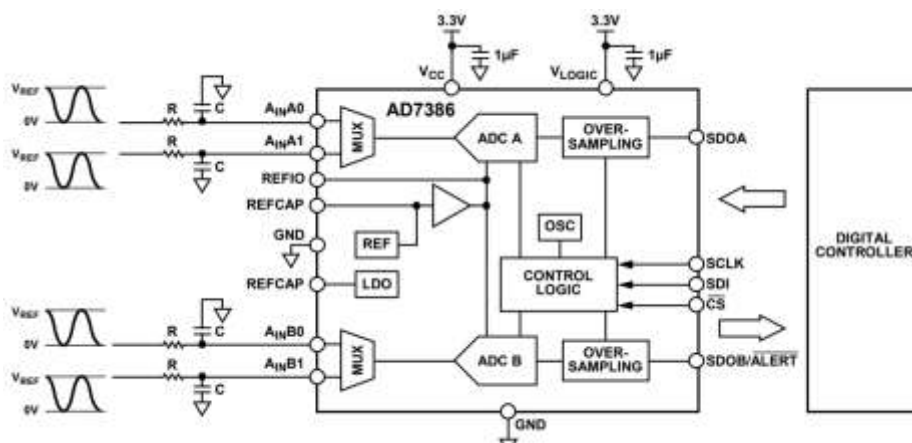 3.3V
3.3V
1µF
1µF
VCC
VLOGIC
VREF
0V
R
C
AINA0
AD7386
MUX
ADC A
OVER-
SAMPLING
SDOA
VREF
0V
R
C
AINA1
REFIO
REFCAP
GND
REF
OSC
REFCAP
LDO
CONTROL
LOGIC
SCLK
SDI
CS
DIGITAL
CONTROLLER
VREF
0V
R
C
AINB0
MUX
ADC B
OVER-
SAMPLING
SDOB/ALERT
VREF
0V
R
C
AINB1
GND